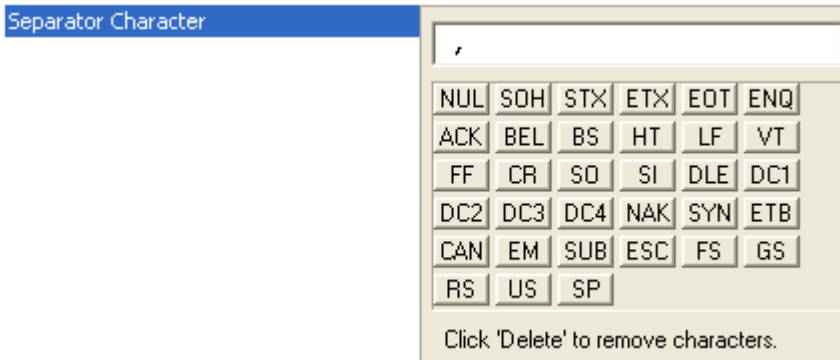 Separator Character
,
NUL SOH STX ETX EOT ENQ
ACK BEL BS HT LF VT
FF CR SO SI DLE DC1
DC2 DC3 DC4 NAK SYN ETB
CAN EM SUB ESC FS GS
RS US SP
Click 'Delete' to remove characters.